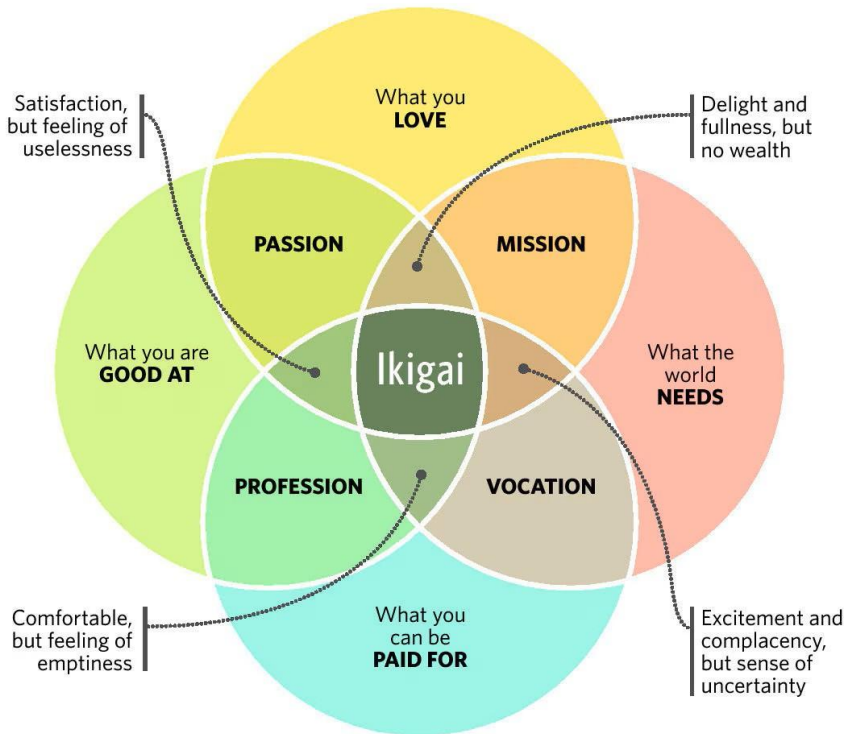 What you
LOVE
Satisfaction,
but feeling of
uselessness
Delight and
fullness, but
no wealth
PASSION
MISSION
What you are
GOOD AT
Ikigai
What the
world
NEEDS
PROFESSION
VOCATION
Comfortable,
but feeling of
emptiness
What you
can be
PAID FOR
Excitement and
complacency,
but sense of
uncertainty